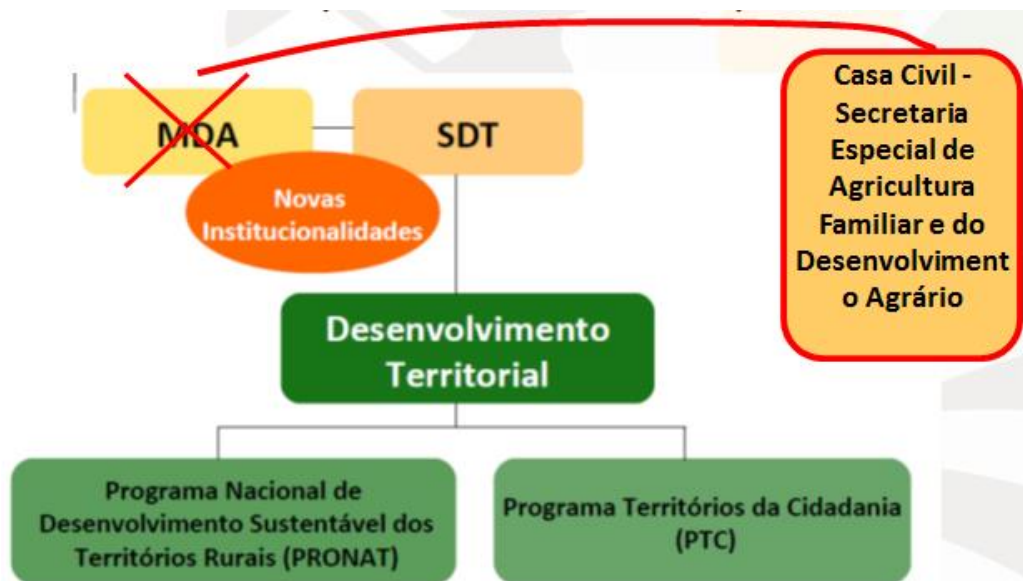 MDA
SDT
Novas
Institucionalidades
Casa Civil -
Secretaria
Especial de
Agricultura
Familiar e do
Desenvolviment
o Agrário
Desenvolvimento
Territorial
Programa Nacional de
Desenvolvimento Sustentável dos
Territórios Rurais (PRONAT)
Programa Territórios da Cidadania
(PTC)